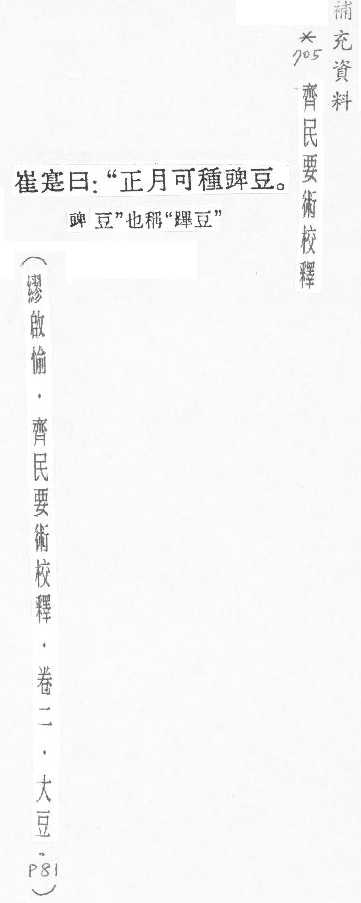 補充資料
*
705
齊民要術校釋
崔寔曰：“正月可種豍豆。
豍豆”也稱“䟆豆”
（繆啟愉．齊民要術校釋．卷二．大豆．P81）